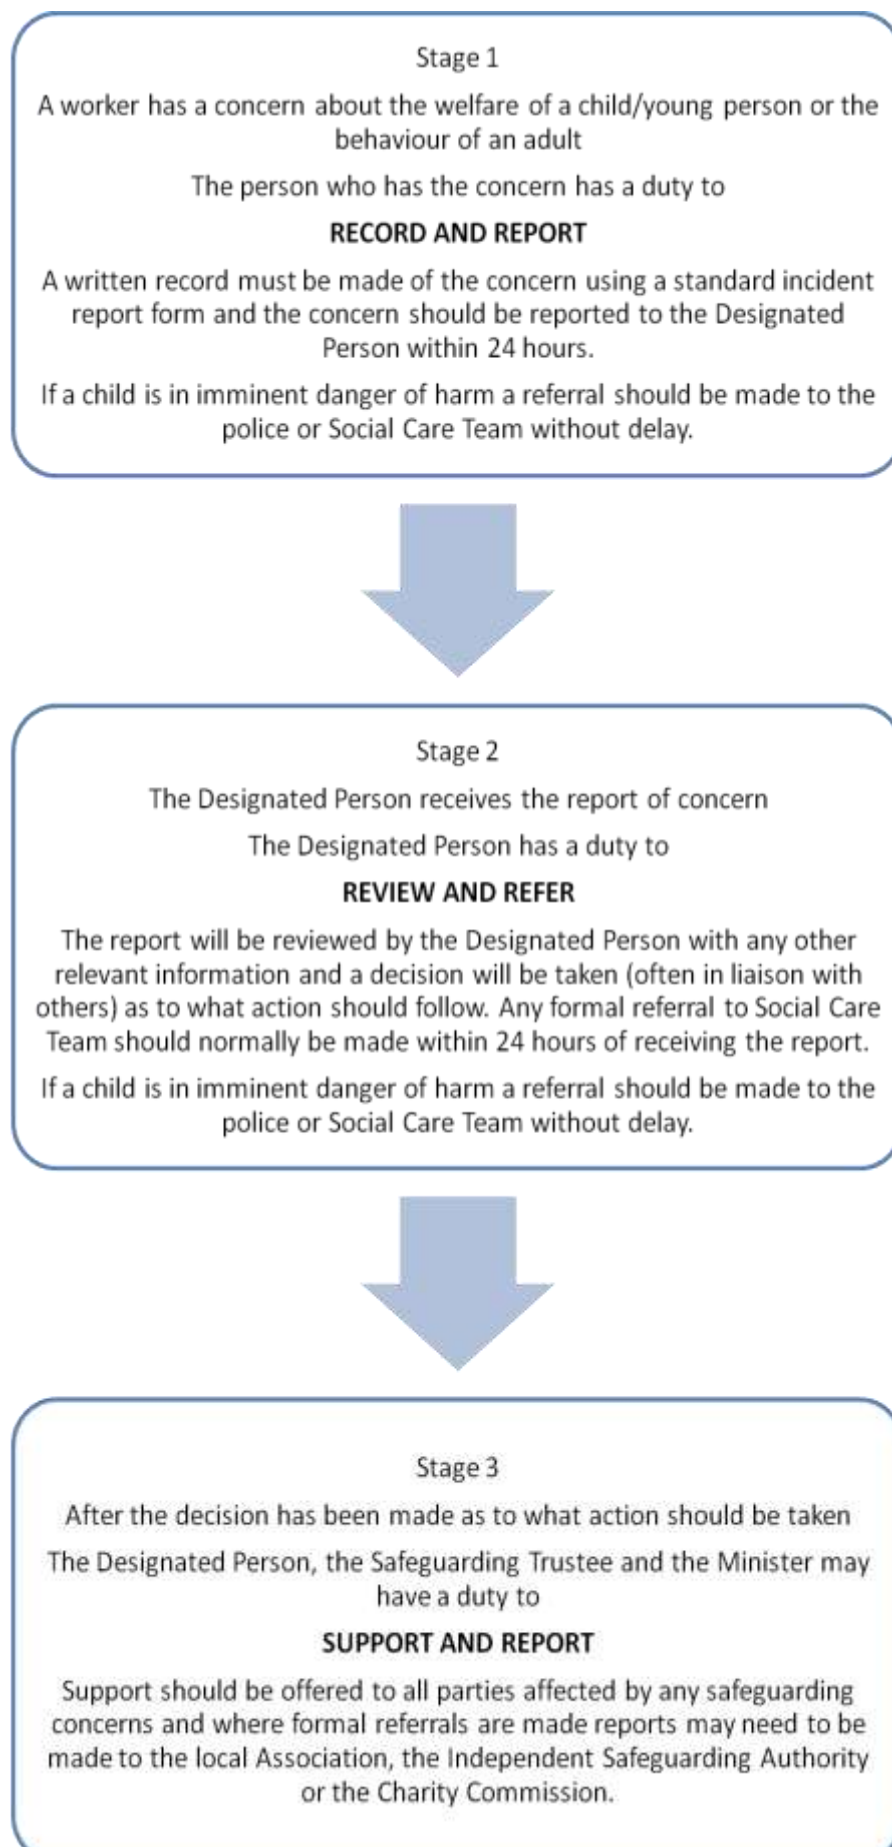 Stage 1
A worker has a concern about the welfare of a child/young person or the
behaviour of an adult
The person who has the concern has a duty to
RECORD AND REPORT
A written record must be made of the concern using a standard incident
report form and the concern should be reported to the Designated
Person within 24 hours.
If a child is in imminent danger of harm a referral should be made to the
police or Social Care Team without delay.
Stage 2
The Designated Person receives the report of concern
The Designated Person has a duty to
REVIEW AND REFER
The report will be reviewed by the Designated Person with any other
relevant information and a decision will be taken (often in liaison with
others) as to what action should follow. Any formal referral to Social Care
Team should normally be made within 24 hours of receiving the report.
If a child is in imminent danger of harm a referral should be made to the
police or Social Care Team without delay.
Stage 3
After the decision has been made as to what action should be taken
The Designated Person, the Safeguarding Trustee and the Minister may
have a duty to
SUPPORT AND REPORT
Support should be offered to all parties affected by any safeguarding
concerns and where formal referrals are made reports may need to be
made to the local Association, the Independent Safeguarding Authority
or the Charity Commission.